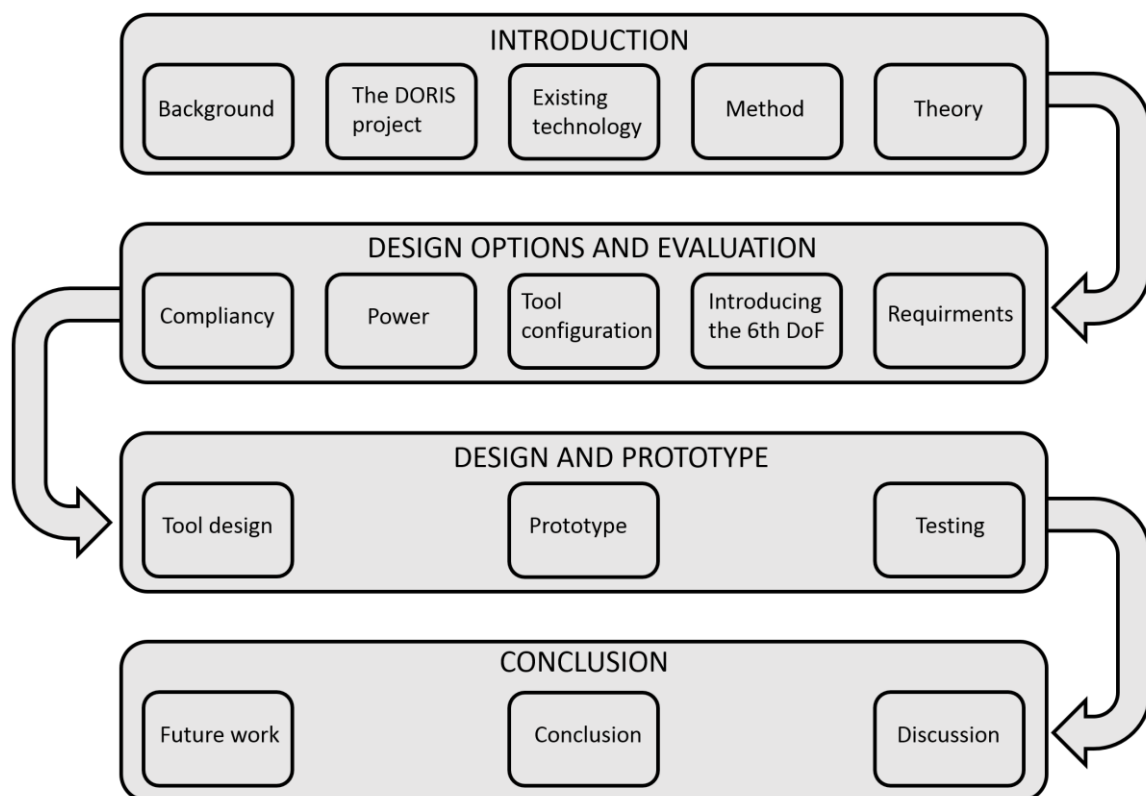 INTRODUCTION
Background
The DORIS
project
Existing
technology
Method
Theory
DESIGN OPTIONS AND EVALUATION
Compliancy
Power
Tool
configuration
Introducing
the 6th DoF
Requirments
DESIGN AND PROTOTYPE
Tool design
Prototype
Testing
CONCLUSION
Future work
Conclusion
Discussion